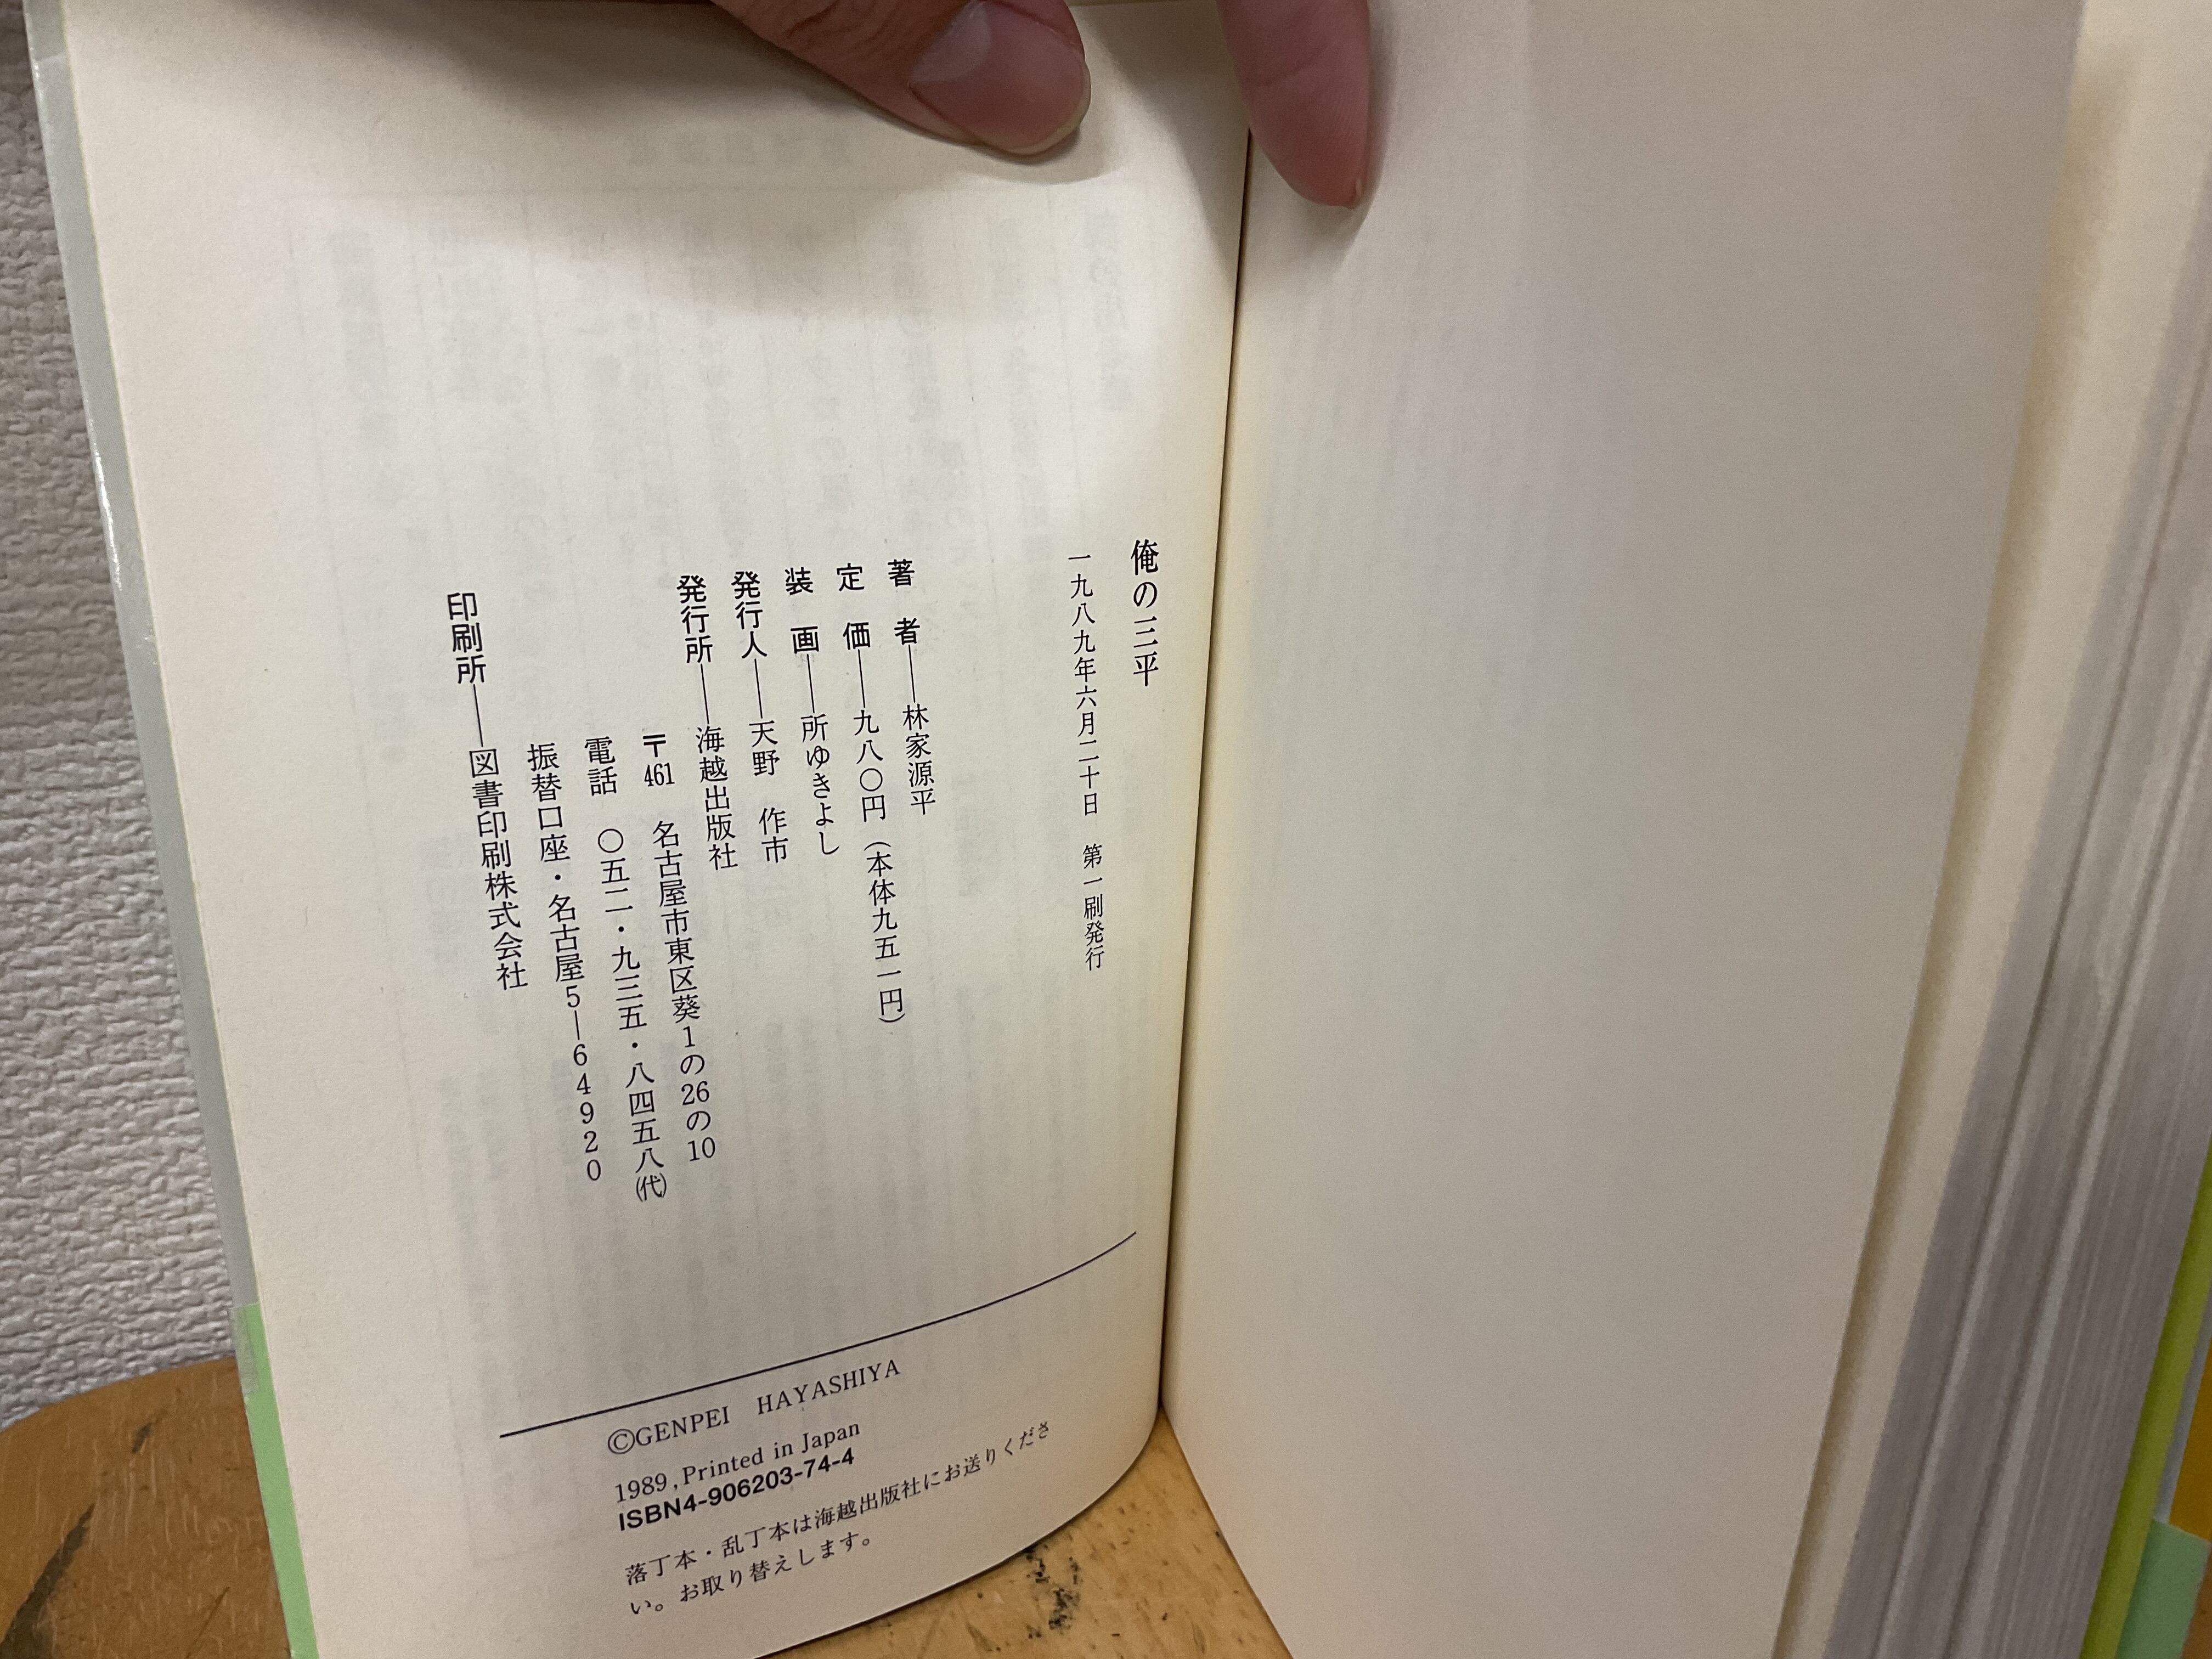 俺の三平
一九八九年六月二十日　第一刷発行
著　者――林家源平
定　価――九八〇円（本体九五一円）
装　画――所ゆきよし
発行人――天野　作市
発行所――海越出版社
〒461　名古屋市東区葵1の26の10
電話　〇五二・九三五・八四五八㈹
振替口座・名古屋5―64920
印刷所――図書印刷株式会社
©GENPEI　HAYASHIYA
1989, Printed in Japan
ISBN4-906203-74-4
落丁本・乱丁本は海越出版社にお送りくださ
い。お取り替えします。